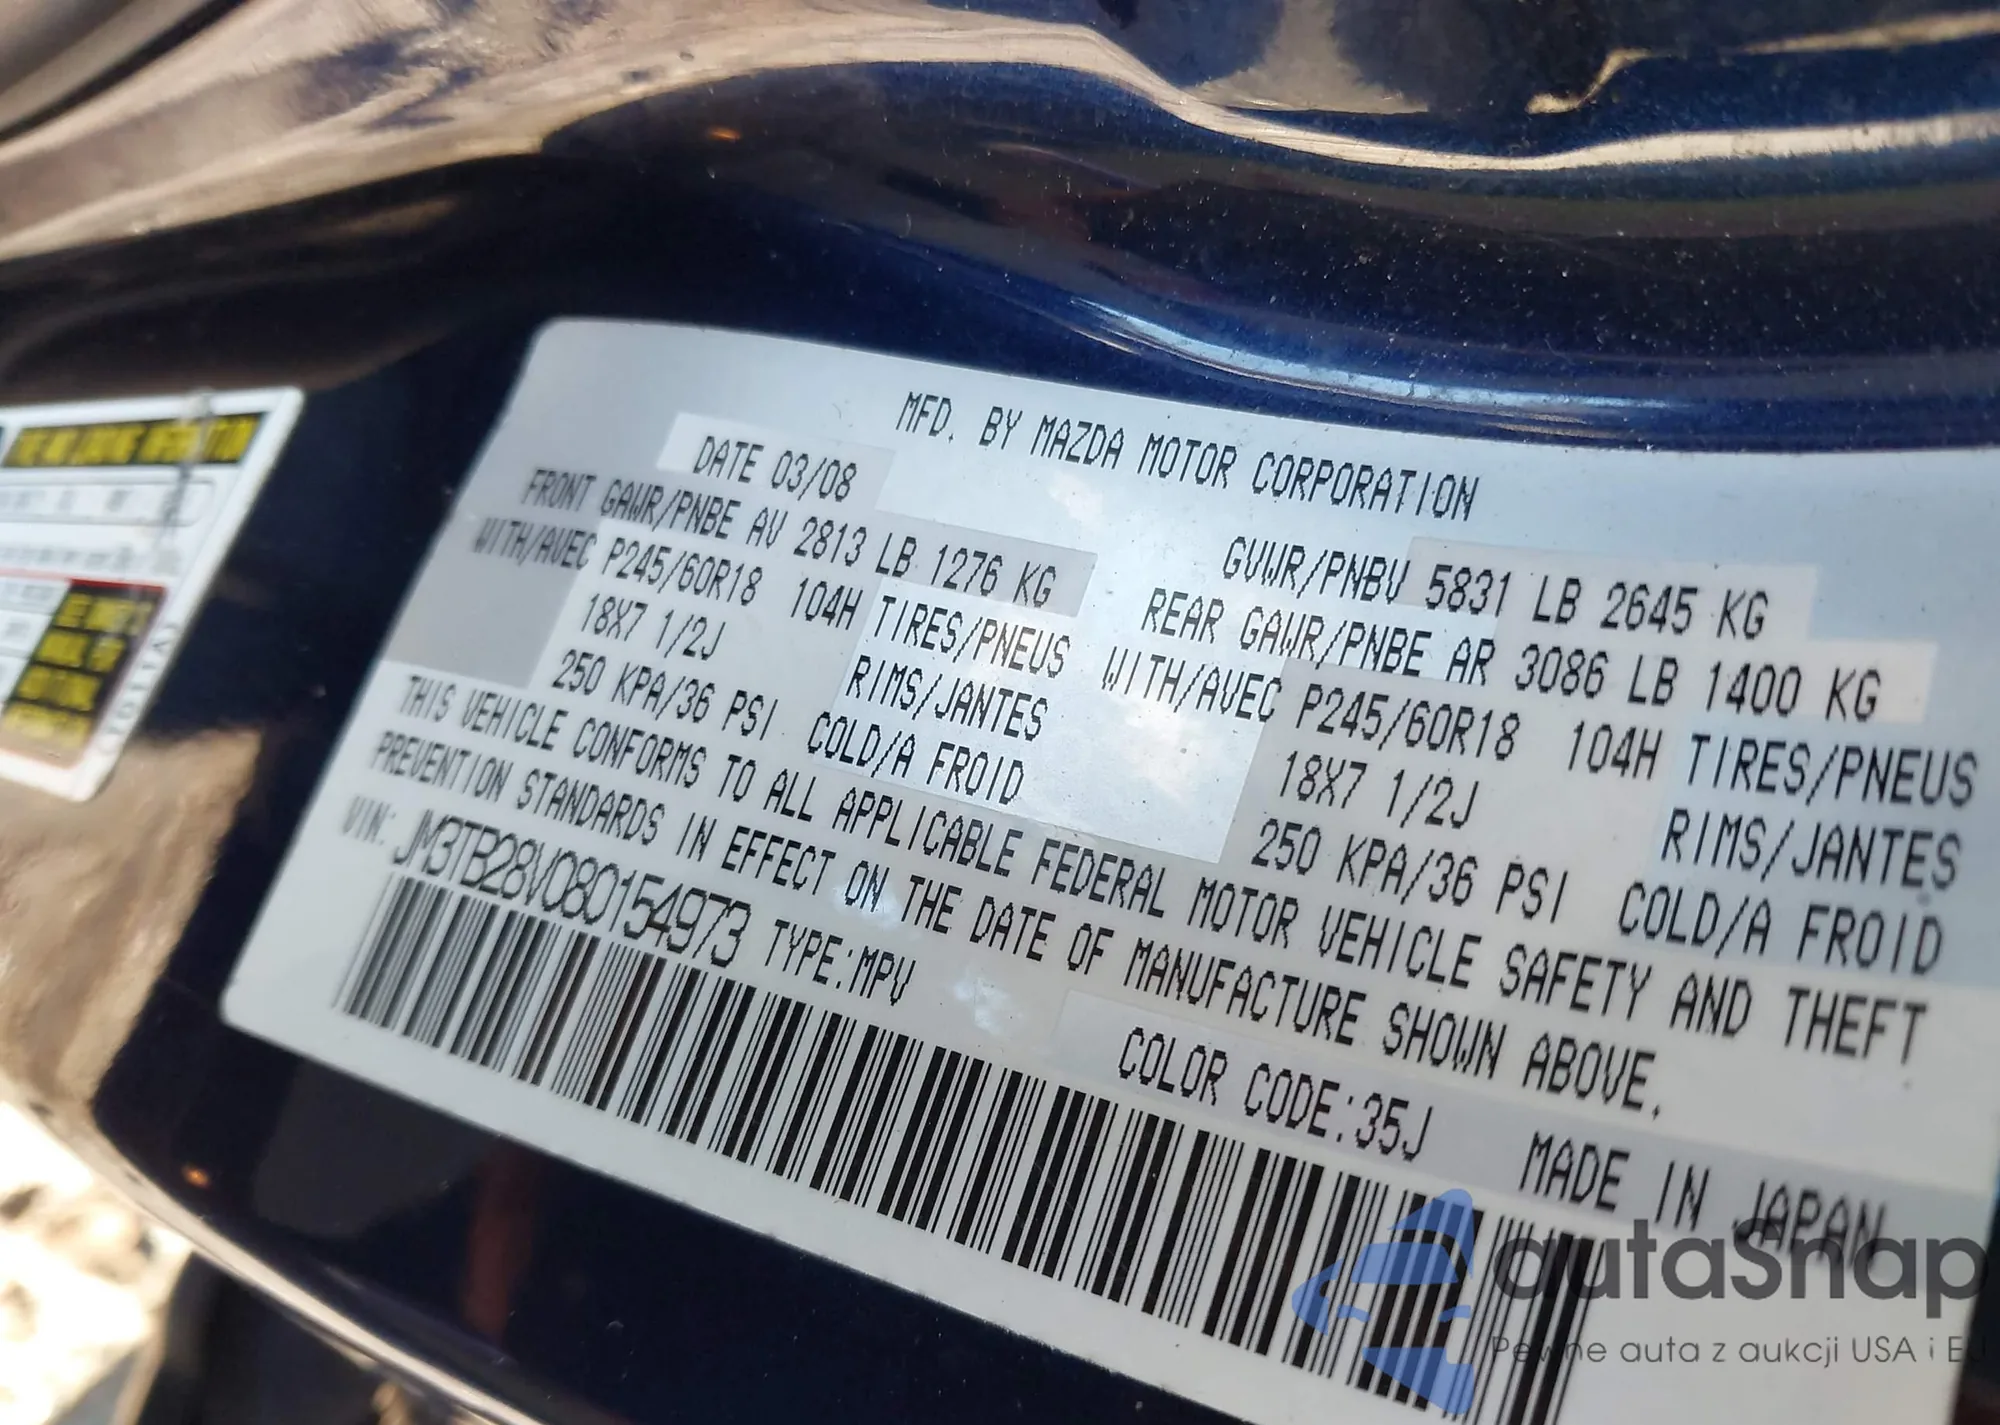 MFD. BY MAZDA MOTOR CORPORATION
DATE 03/08
GVWR/PNBV 5831 LB 2645 KG
FRONT GAWR/PNBE AV 2813 LB 1276 KG
REAR GAWR/PNBE AR 3086 LB 1400 KG
WITH/AVEC P245/60R18 104H TIRES/PNEUS
WITH/AVEC P245/60R18 104H TIRES/PNEUS
18X7 1/2J RIMS/JANTES
18X7 1/2J RIMS/JANTES
250 KPA/36 PSI COLD/A FROID
250 KPA/36 PSI COLD/A FROID
THIS VEHICLE CONFORMS TO ALL APPLICABLE FEDERAL MOTOR VEHICLE SAFETY AND THEFT
PREVENTION STANDARDS IN EFFECT ON THE DATE OF MANUFACTURE SHOWN ABOVE.
VIN: JM3TB28V080154973 TYPE:MPV
COLOR CODE:35J
MADE IN JAPAN
autaSnap
Pewne auta z aukcji USA i EU